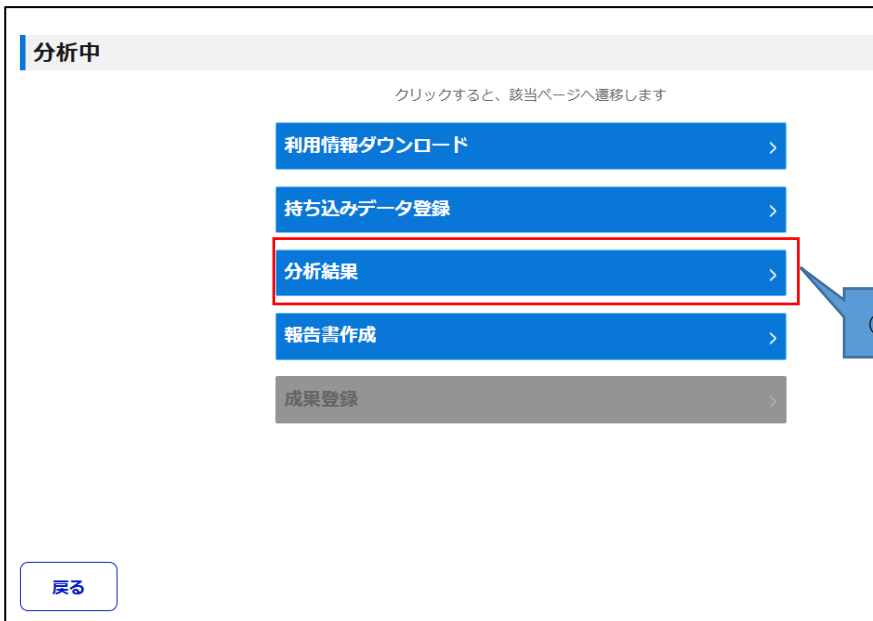 分析中
クリックすると、該当ページへ遷移します
利用情報ダウンロード
持ち込みデータ登録
分析結果
報告書作成
成果登録
戻る